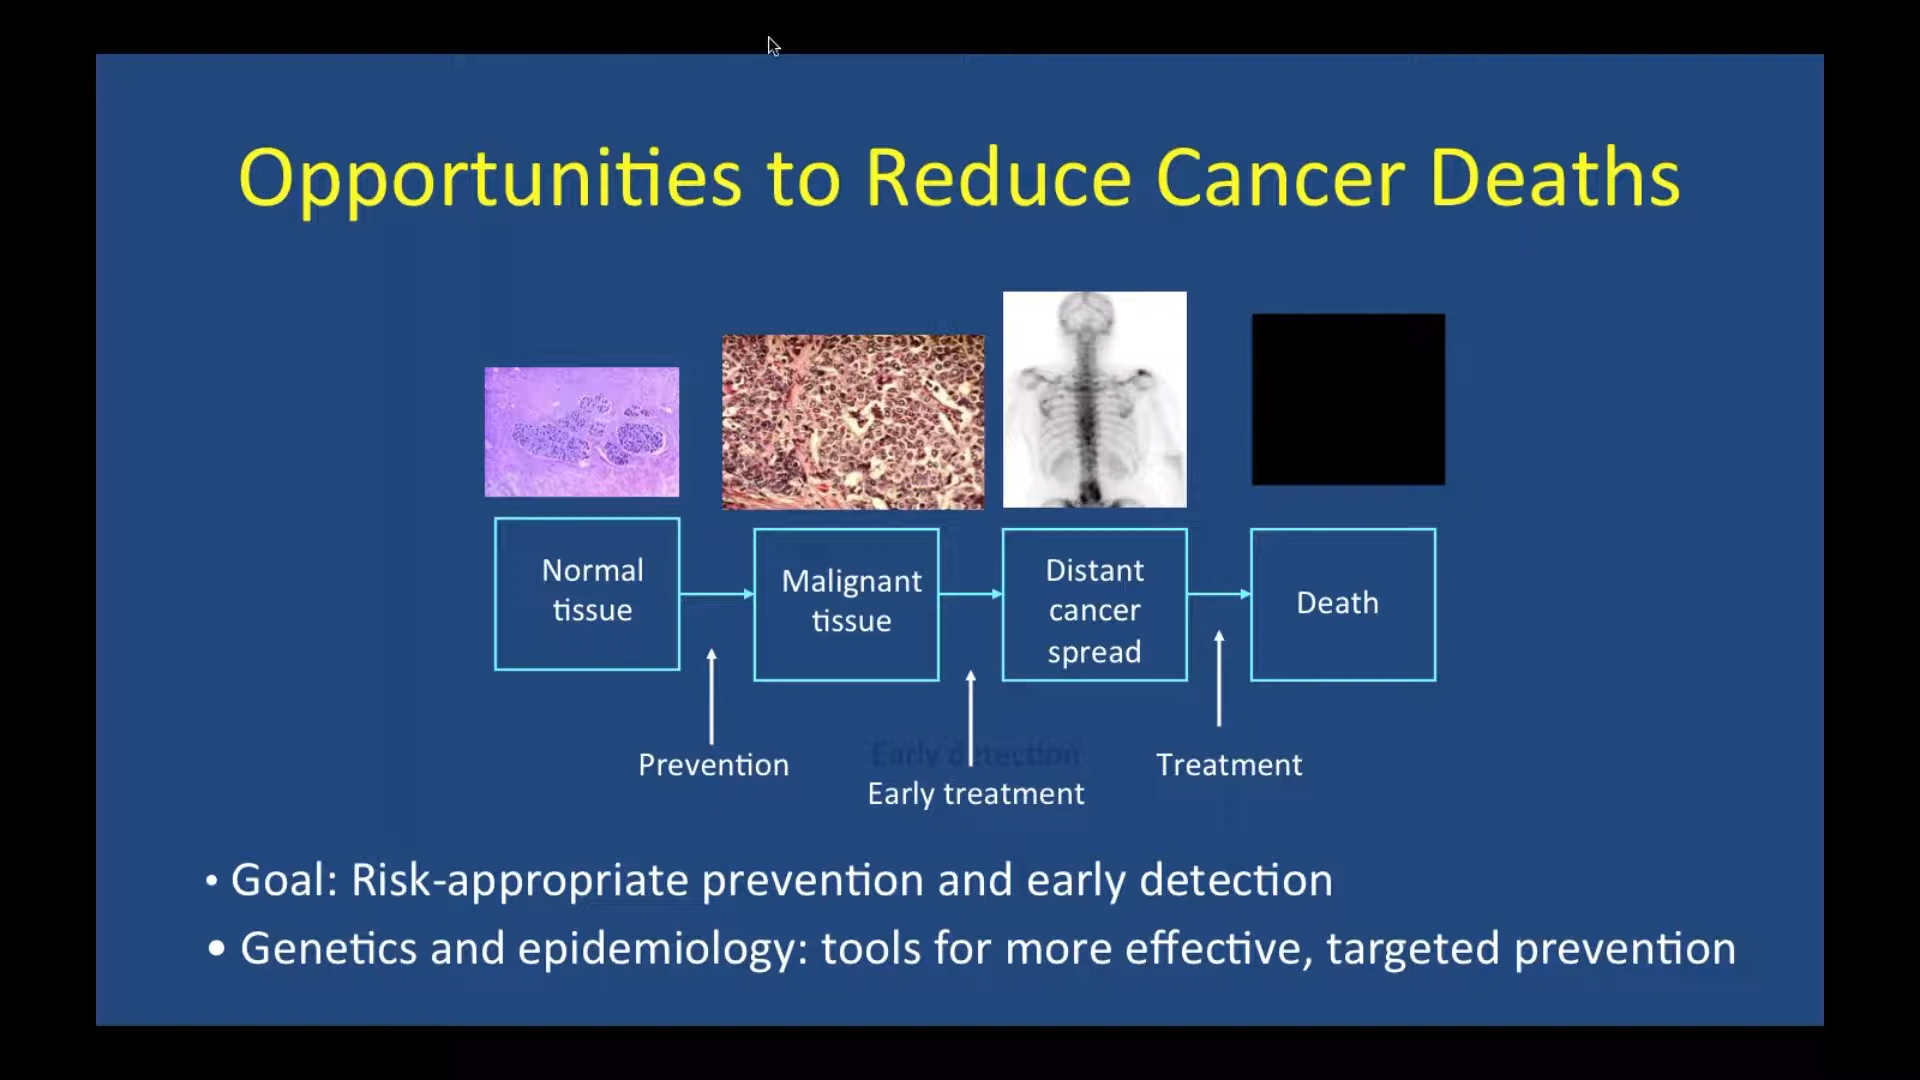 Opportunities to Reduce Cancer Deaths
Normal
tissue
Malignant
tissue
Distant
cancer
spread
Death
Prevention
Early detection
Early treatment
Treatment
• Goal: Risk-appropriate prevention and early detection
• Genetics and epidemiology: tools for more effective, targeted prevention